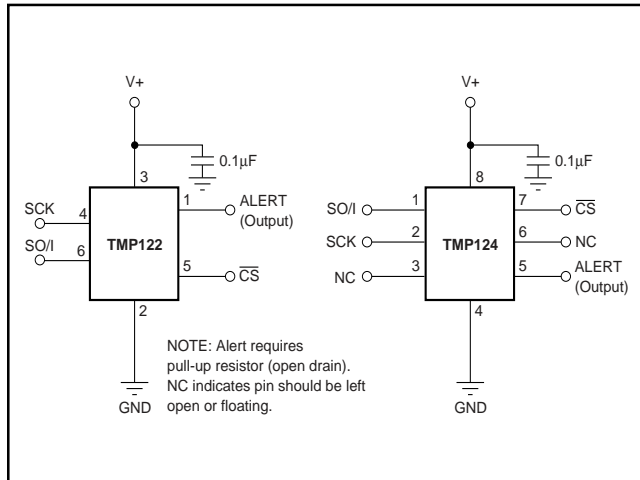 V+
0.1µF
3
SCK
4
1
ALERT
(Output)
TMP122
SO/I
6
5
CS
2
NOTE: Alert requires
pull-up resistor (open drain).
NC indicates pin should be left
open or floating.
GND
V+
0.1µF
8
SO/I
1
7
CS
SCK
2
TMP124
6
NC
NC
3
5
ALERT
(Output)
4
GND